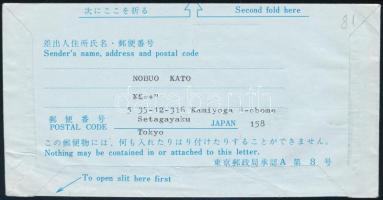 次にここを折る Second fold here
81
差出人住所氏名・郵便番号
Sender's name, address and postal code
NOBUO KATO
5 35-12-316 Kamiyoga
郵便番号 Setagayaku
POSTAL CODE JAPAN 158
Tokyo
この郵便物には、何も入れたりはり付けたりすることができません。
Nothing may be contained in or attached to this letter.
東京郵政局承認A第8号
To open slit here first